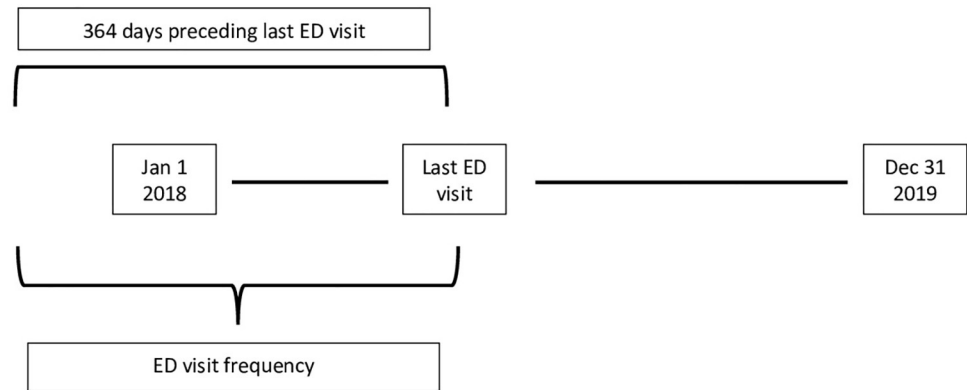 364 days preceding last ED visit
Jan 1
2018
Last ED
visit
Dec 31
2019
ED visit frequency